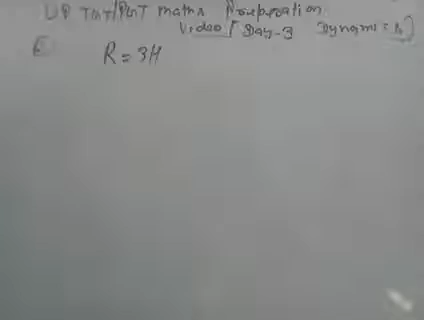 UP TGT/PGT maths Preparation
Video [Day-3 Dynamics]
R = 3H